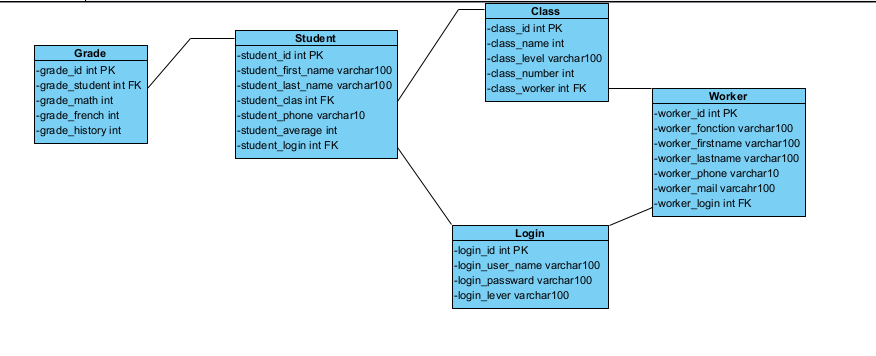 Grade
-grade_id int PK
-grade_student int FK
-grade_math int
-grade_french int
-grade_history int
Student
-student_id int PK
-student_first_name varchar100
-student_last_name varchar100
-student_clas int FK
-student_phone varchar10
-student_average int
-student_login int FK
Class
-class_id int PK
-class_name int
-class_level varchar100
-class_number int
-class_worker int FK
Worker
-worker_id int PK
-worker_fonction varchar100
-worker_firstname varchar100
-worker_lastname varchar100
-worker_phone varchar10
-worker_mail varcahr100
-worker_login int FK
Login
-login_id int PK
-login_user_name varchar100
-login_passward varchar100
-login_lever varchar100